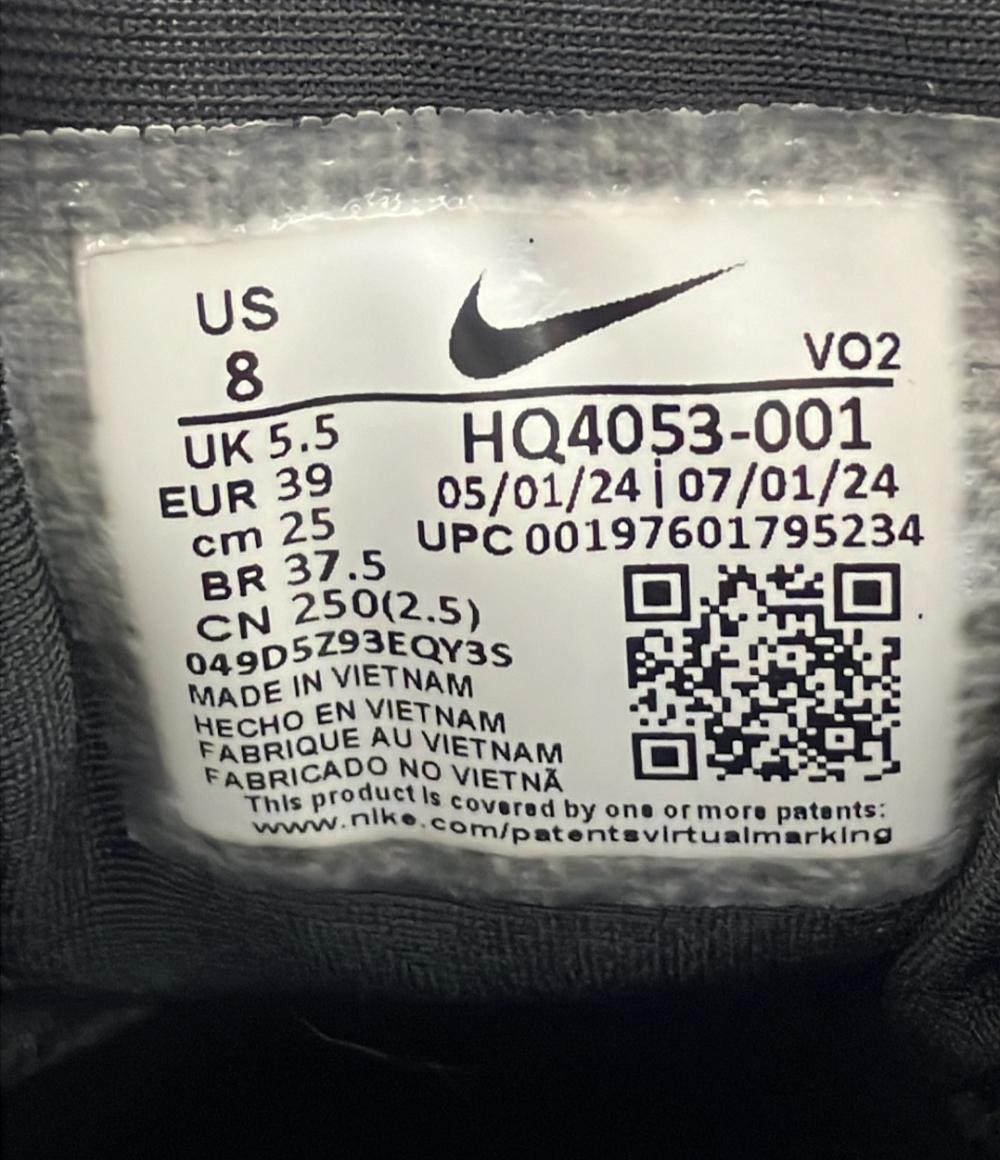 US
8
VO2
UK 5.5
EUR 39
cm 25
BR 37.5
CN 250(2.5)
HQ4053-001
05/01/24 | 07/01/24
UPC 00197601795234
049D5Z93EQY3S
MADE IN VIETNAM
HECHO EN VIETNAM
FABRIQUE AU VIETNAM
FABRICADO NO VIETNÃ
This product is covered by one or more patents:
www.nike.com/patentsvirtualmarking